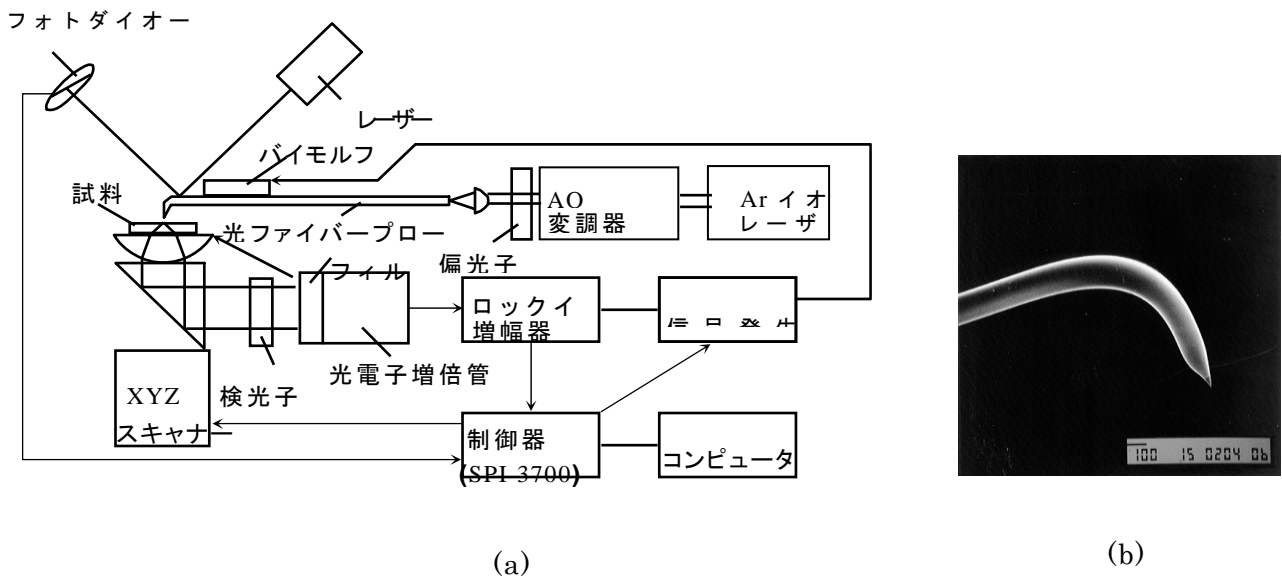 フォトダイオー
レーザー
バイモルフ
試料
AO
変調器
Arイオ
レーザ
光ファイバープロー
偏光子
フィル
ロックイ
増幅器
光電子増倍管
検光子
XYZ
スキャナー
制御器
(SPI 3700)
コンピュータ
100 15 0204 06
(a)
(b)